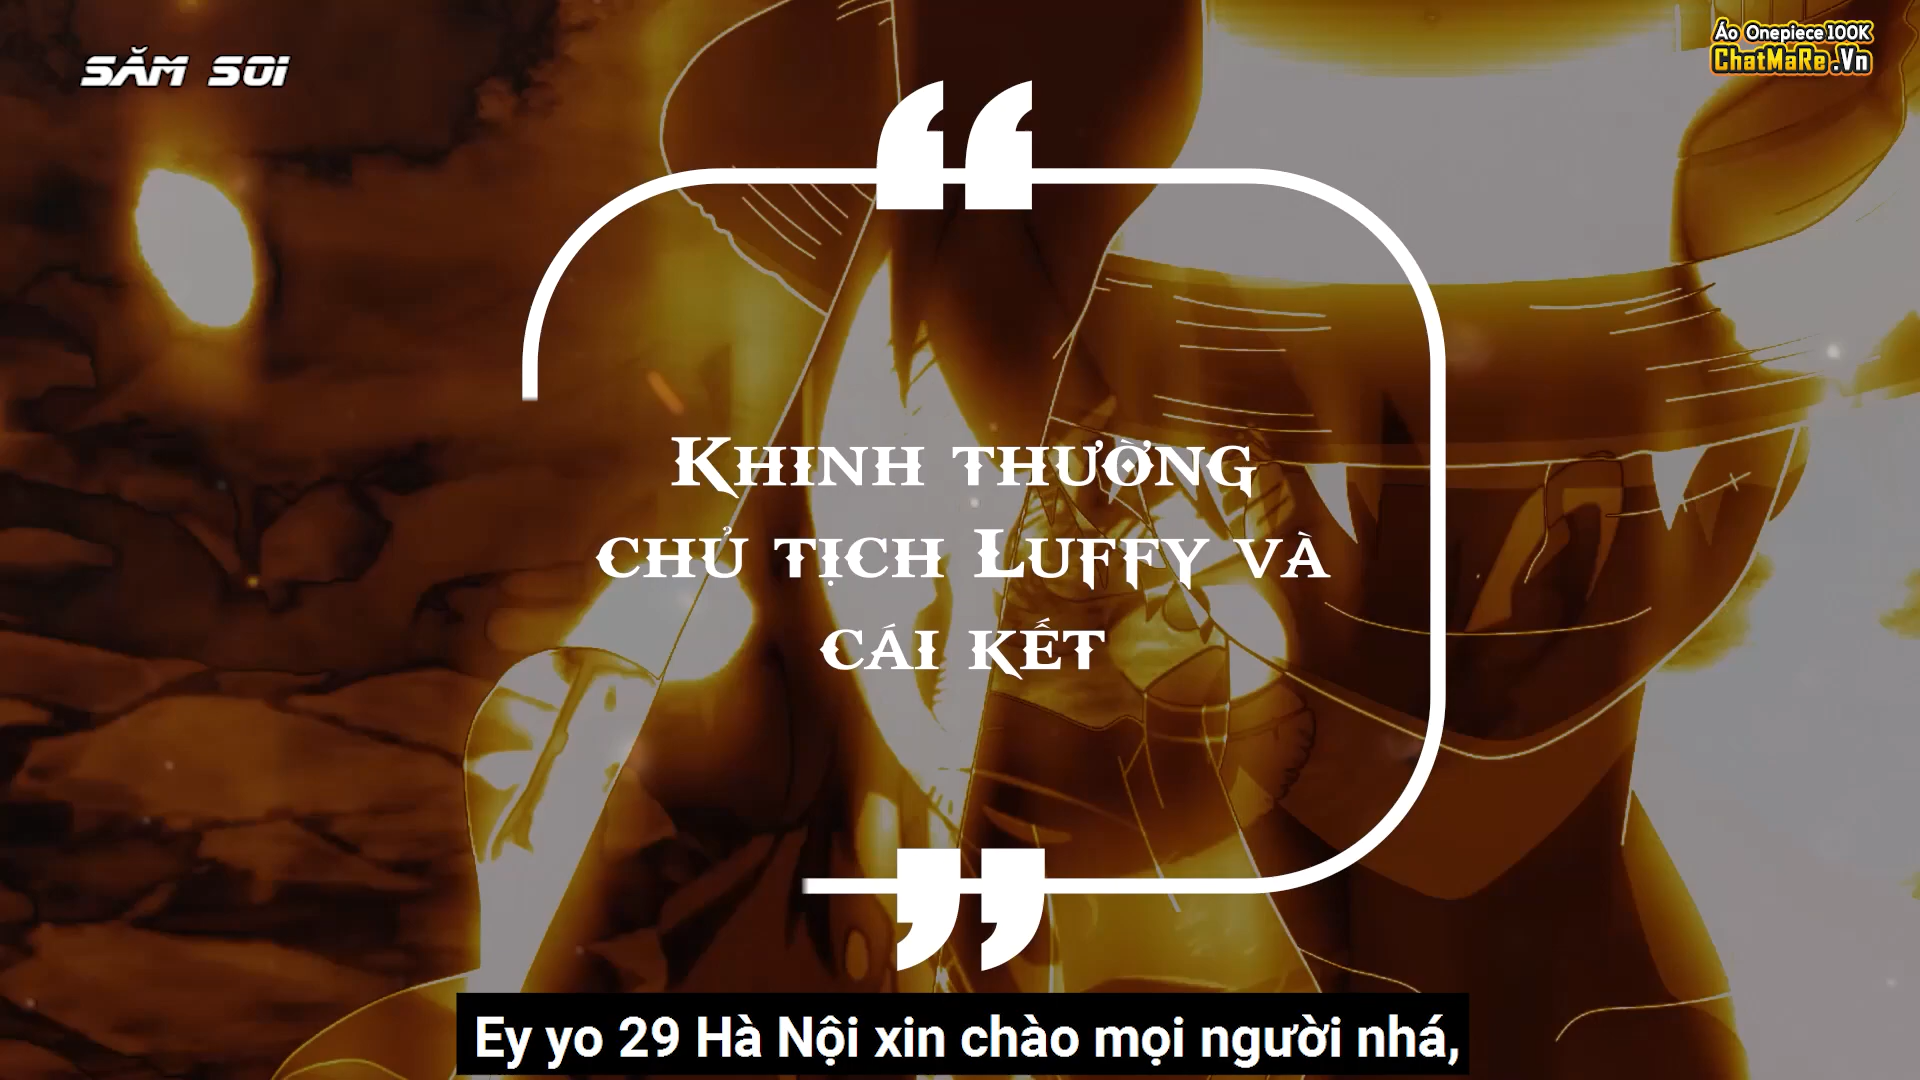 SĂM SOI
Áo Onepiece 100K
ChatMaRe.Vn
“
Khinh thường
chủ tịch Luffy và
cái kết
”
Ey yo 29 Hà Nội xin chào mọi người nhá,